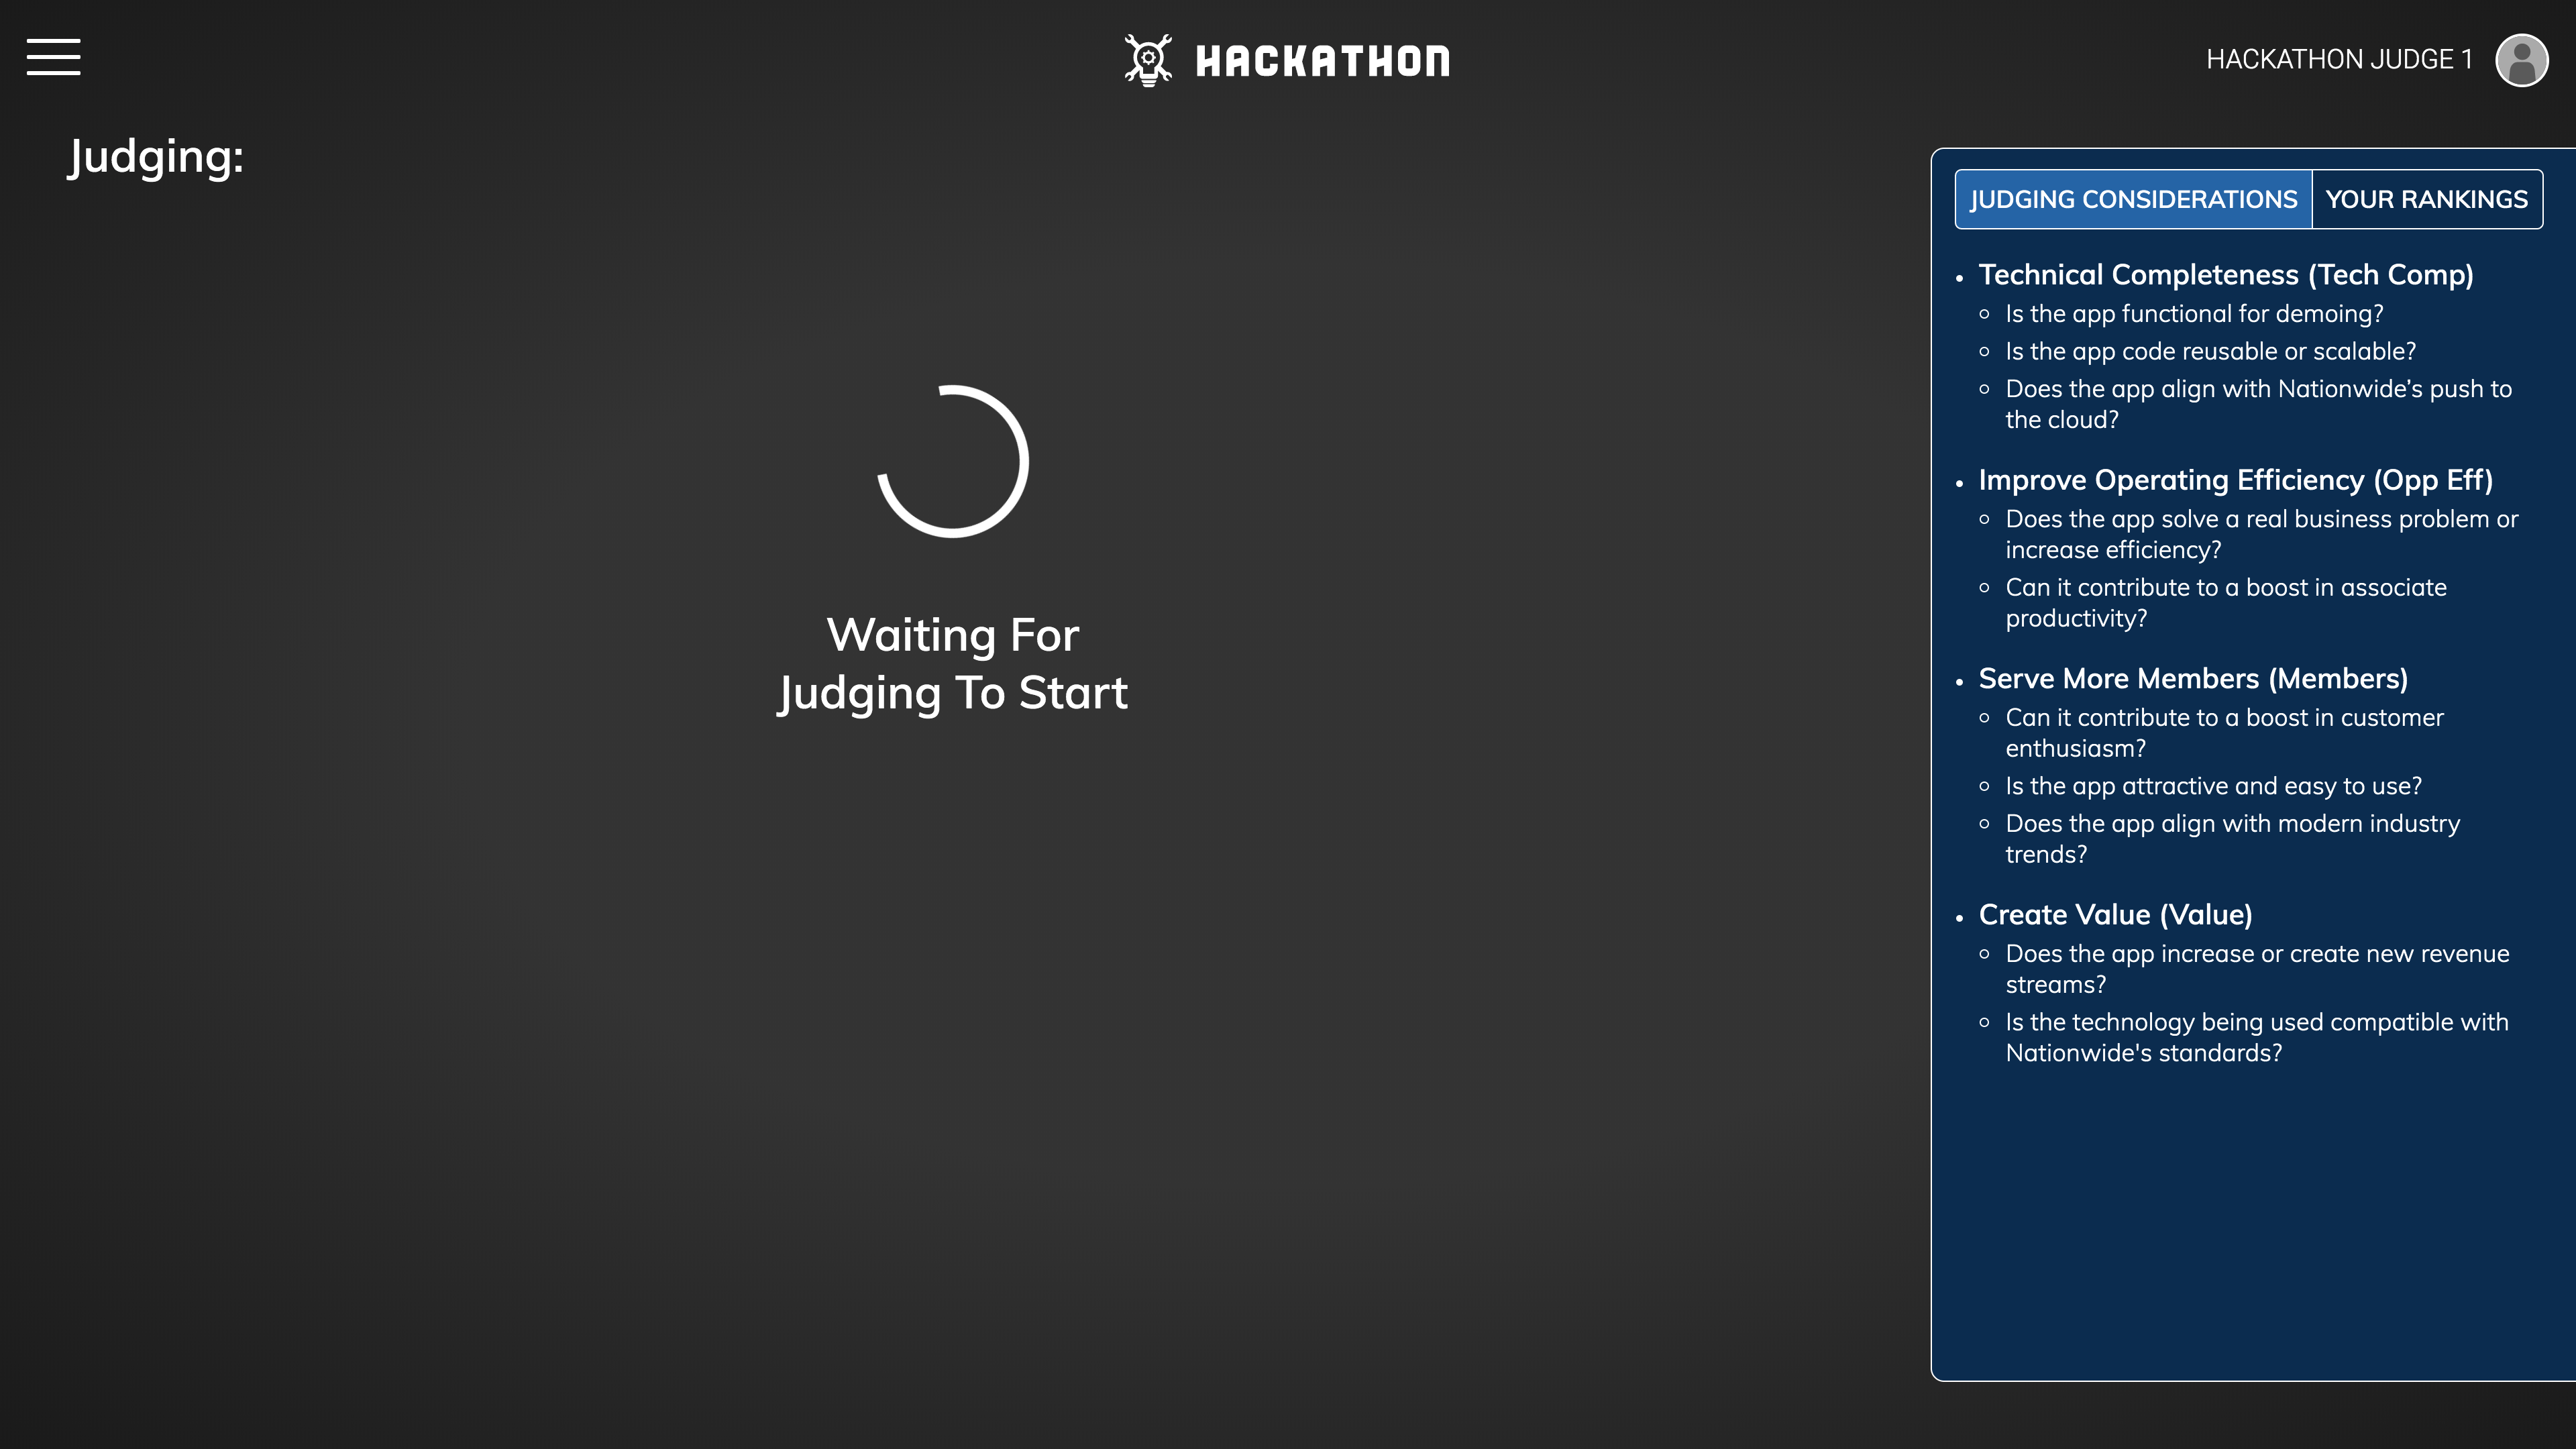 HACKATHON
HACKATHON JUDGE 1
Judging:
Waiting For
Judging To Start
JUDGING CONSIDERATIONS
YOUR RANKINGS
Technical Completeness (Tech Comp)
Is the app functional for demoing?
Is the app code reusable or scalable?
Does the app align with Nationwide’s push to
the cloud?
Improve Operating Efficiency (Opp Eff)
Does the app solve a real business problem or
increase efficiency?
Can it contribute to a boost in associate
productivity?
Serve More Members (Members)
Can it contribute to a boost in customer
enthusiasm?
Is the app attractive and easy to use?
Does the app align with modern industry
trends?
Create Value (Value)
Does the app increase or create new revenue
streams?
Is the technology being used compatible with
Nationwide's standards?